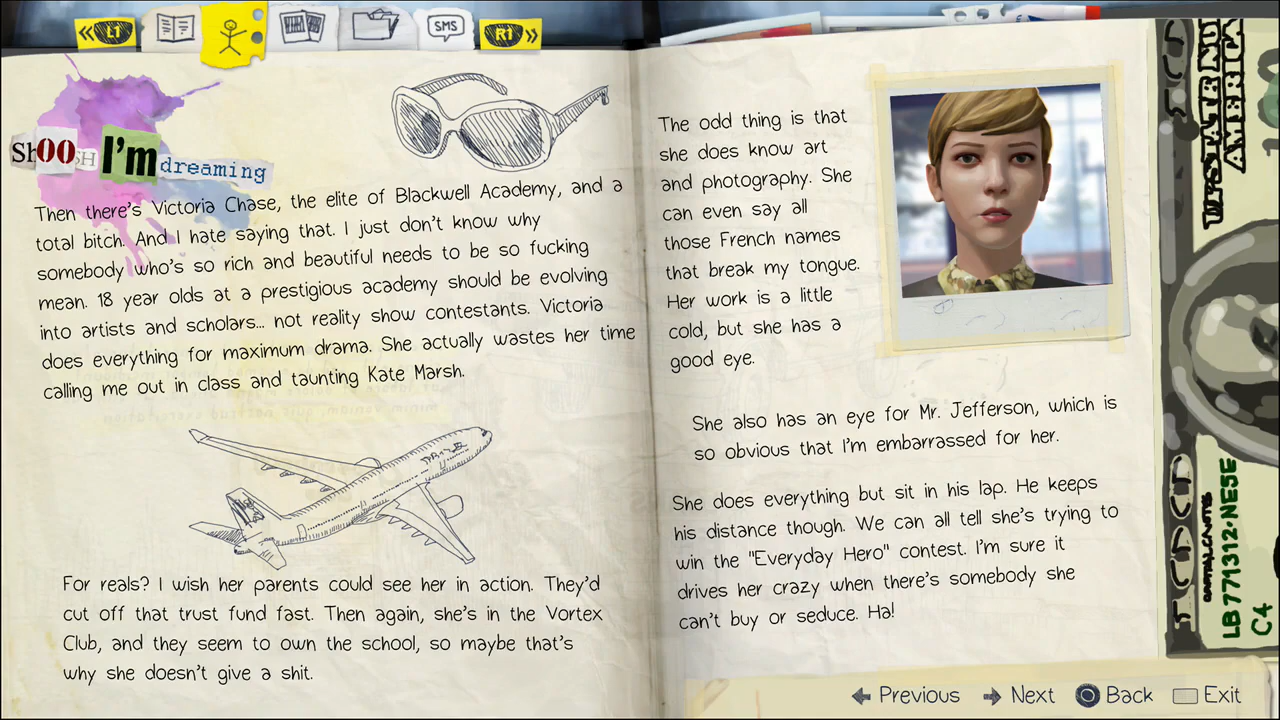 L1
SMS
R1
ShOOSH I'm dreaming
Then there's Victoria Chase, the elite of Blackwell Academy, and a
total bitch. And I hate saying that. I just don't know why
somebody who's so rich and beautiful needs to be so fucking
mean. 18 year olds at a prestigious academy should be evolving
into artists and scholars... not reality show contestants. Victoria
does everything for maximum drama. She actually wastes her time
calling me out in class and taunting Kate Marsh.
For reals? I wish her parents could see her in action. They'd
cut off that trust fund fast. Then again, she's in the Vortex
Club, and they seem to own the school, so maybe that's
why she doesn't give a shit.
The odd thing is that
she does know art
and photography. She
can even say all
those French names
that break my tongue.
Her work is a little
cold, but she has a
good eye.
She also has an eye for Mr. Jefferson, which is
so obvious that I'm embarrassed for her.
She does everything but sit in his lap. He keeps
his distance though. We can all tell she's trying to
win the "Everyday Hero" contest. I'm sure it
drives her crazy when there's somebody she
can't buy or seduce. Ha!
AMERICA
LB771312-NE5E
C4
Previous
Next
Back
Exit